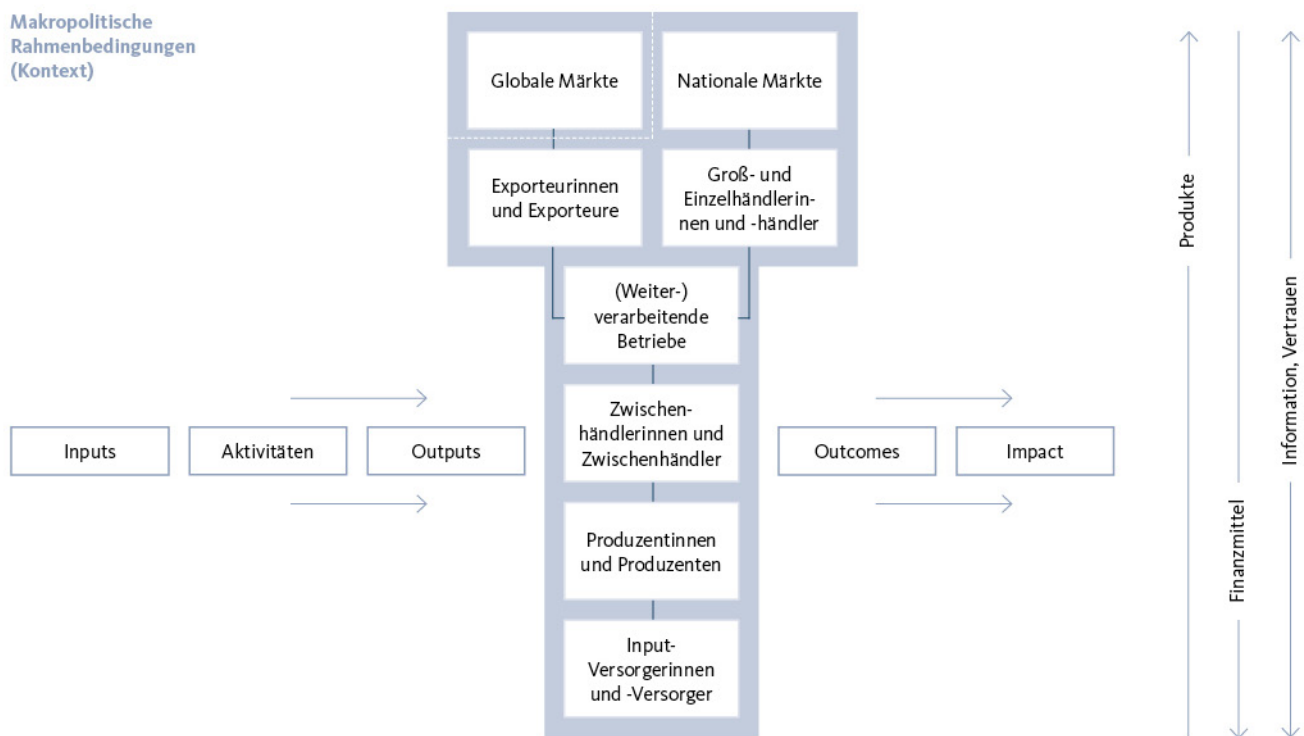 Makropolitische
Rahmenbedingungen
(Kontext)
Globale Märkte
Nationale Märkte
Exporteurinnen
und Exporteure
Groß- und
Einzelhändlerin-
nen und -händler
(Weiter-)
verarbeitende
Betriebe
Zwischen-
händlerinnen und
Zwischenhändler
Produzentinnen
und Produzenten
Input-
Versorgerinnen
und -Versorger
Inputs
Aktivitäten
Outputs
Outcomes
Impact
Produkte
Finanzmittel
Information, Vertrauen